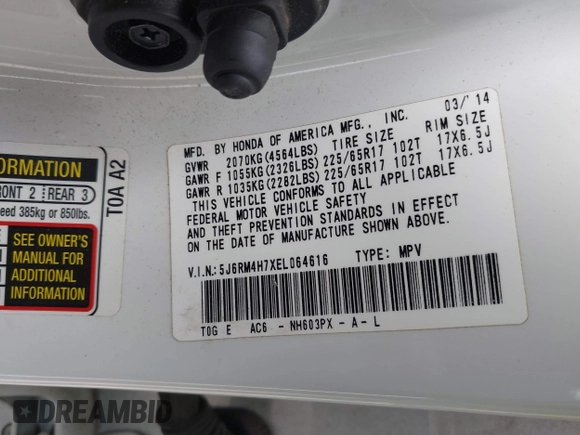 MFD. BY HONDA OF AMERICA MFG., INC. 03/'14
GVWR 2070KG(4564LBS) TIRE SIZE RIM SIZE
GAWR F 1055KG(2326LBS) 225/65R17 102T 17X6.5J
GAWR R 1035KG(2282LBS) 225/65R17 102T 17X6.5J
THIS VEHICLE CONFORMS TO ALL APPLICABLE
FEDERAL MOTOR VEHICLE SAFETY
AND THEFT PREVENTION STANDARDS IN EFFECT
ON THE DATE OF MANUFACTURE SHOWN ABOVE.
V.I.N.: 5J6RM4H7XEL064616 TYPE: MPV
T0G E AC6 - NH603PX - A - L
T0A A2
FORMATION
RONT 2 REAR 3
eed 385kg or 850lbs.
SEE OWNER'S
MANUAL FOR
ADDITIONAL
INFORMATION
DREAMBID